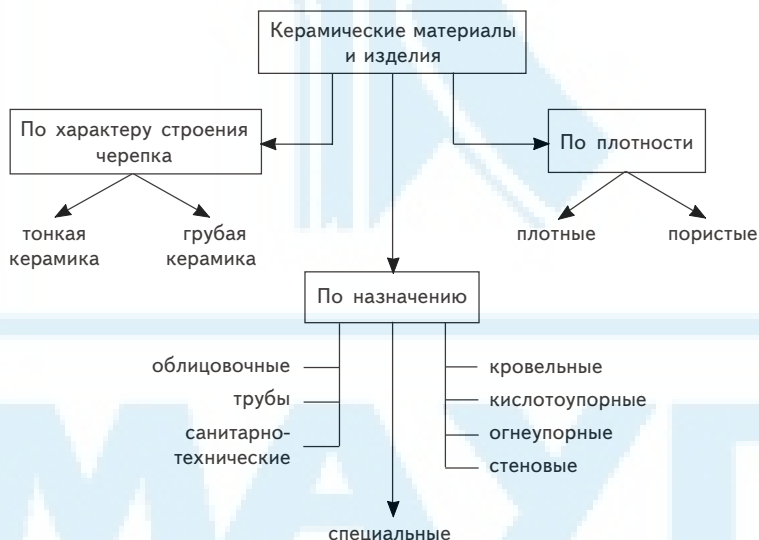 Керамические материалы
и изделия
По характеру строения
черепка
По плотности
тонкая
керамика
грубая
керамика
плотные
пористые
По назначению
облицовочные
трубы
санитарно-
технические
кровельные
кислотоупорные
огнеупорные
стеновые
специальные